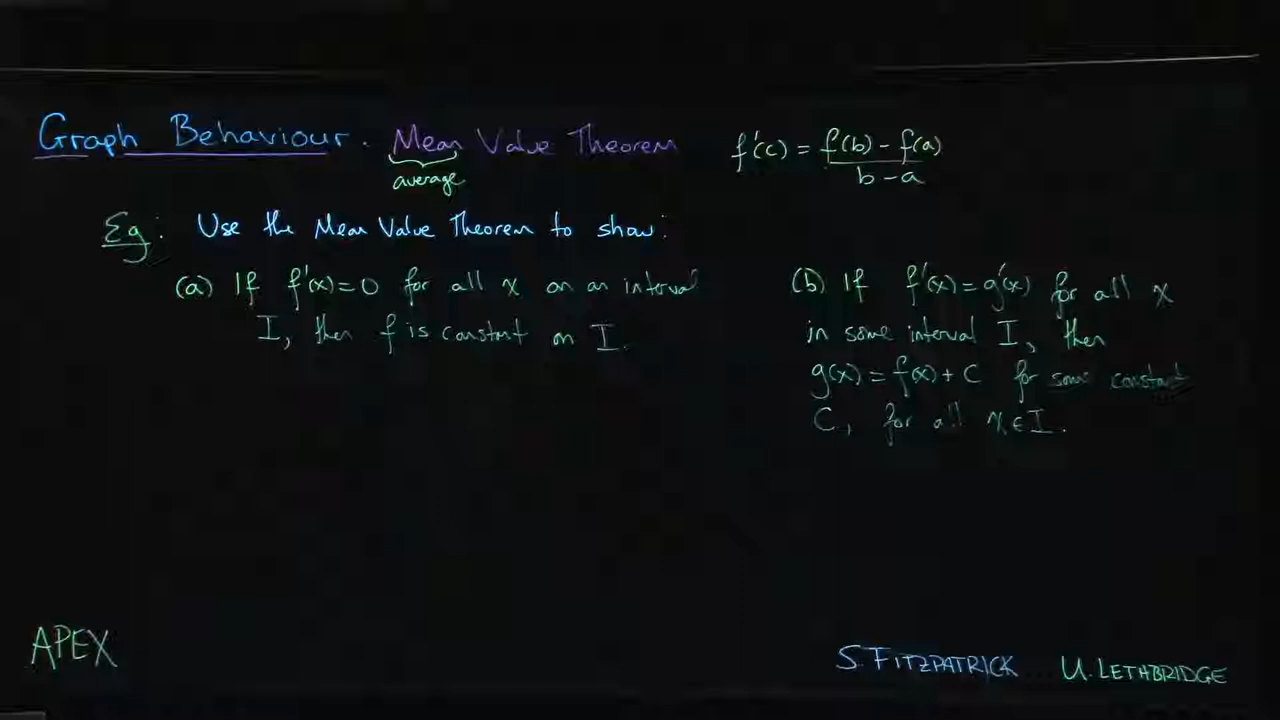 Graph Behaviour. Mean Value Theorem f'(c) = f(b) - f(a) / b - a
average
Eg: Use the Mean Value Theorem to show:
(a) If f'(x)=0 for all x on an interval
I, then f is constant on I.
(b) If f'(x)=g'(x) for all x
in some interval I, then
g(x) = f(x) + C for some constant
C, for all x∈I.
APEX
S. FITZPATRICK ... U. LETHBRIDGE